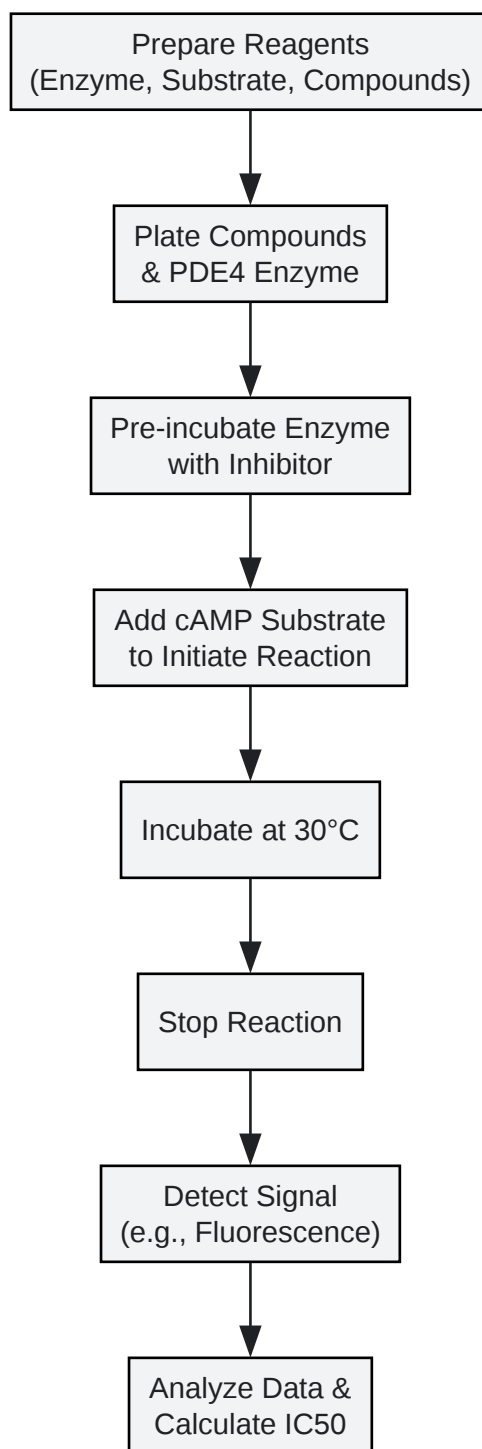 Prepare Reagents
(Enzyme, Substrate, Compounds)
Plate Compounds
& PDE4 Enzyme
Pre-incubate Enzyme
with Inhibitor
Add cAMP Substrate
to Initiate Reaction
Incubate at 30°C
Stop Reaction
Detect Signal
(e.g., Fluorescence)
Analyze Data &
Calculate IC50